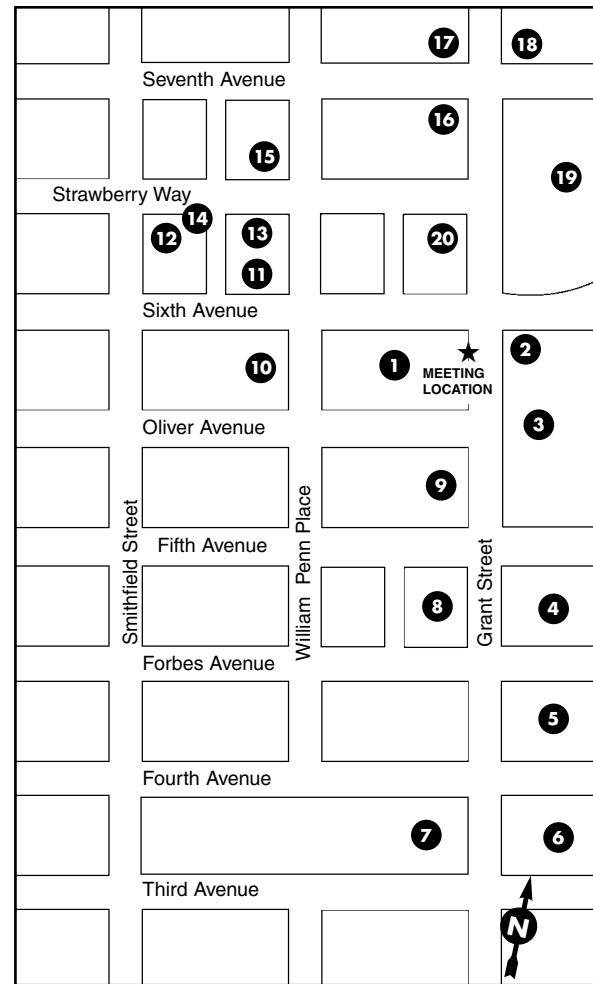 17
18
Seventh Avenue
16
15
19
Strawberry Way
14
12
13
20
11
Sixth Avenue
2
1
MEETING
LOCATION
10
3
Oliver Avenue
9
Smithfield Street
William Penn Place
Grant Street
Fifth Avenue
8
4
Forbes Avenue
5
Fourth Avenue
7
6
Third Avenue
N